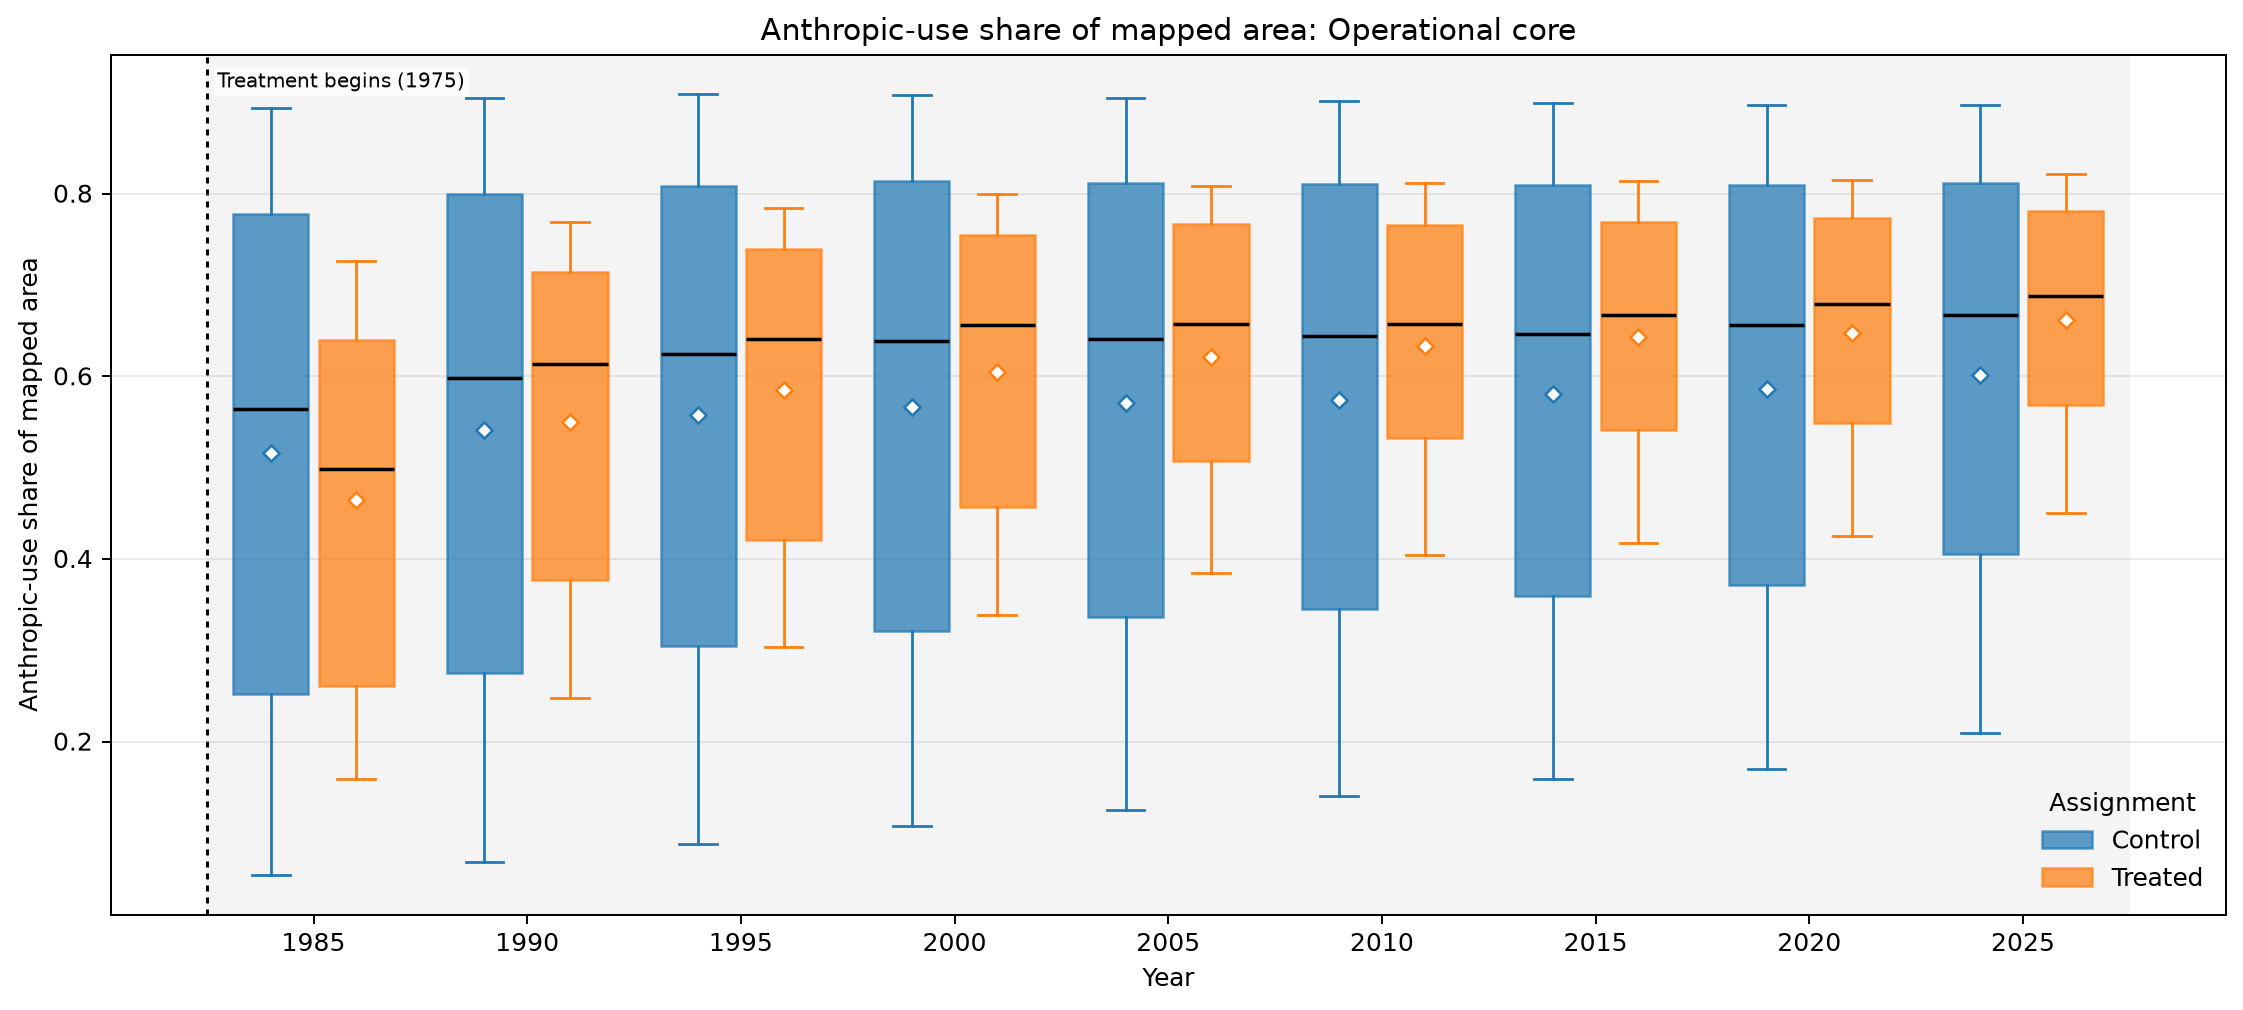 Anthropic-use share of mapped area: Operational core
Treatment begins (1975)
Anthropic-use share of mapped area
0.8
0.6
0.4
0.2
Assignment
Control
Treated
1985 1990 1995 2000 2005 2010 2015 2020 2025
Year